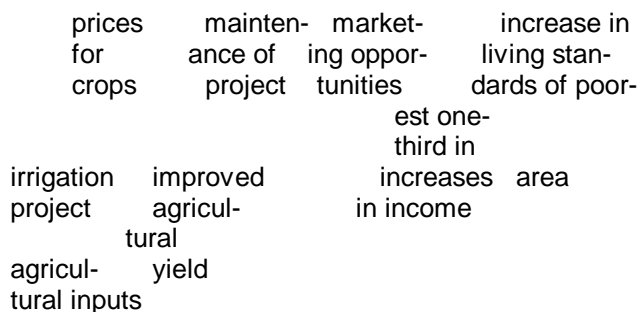 prices mainten- market- increase in
for ance of ing oppor- living stan-
crops project tunities dards of poor-
est one-
third in
irrigation improved increases area
project agricul- in income
tural
agricul- yield
tural inputs